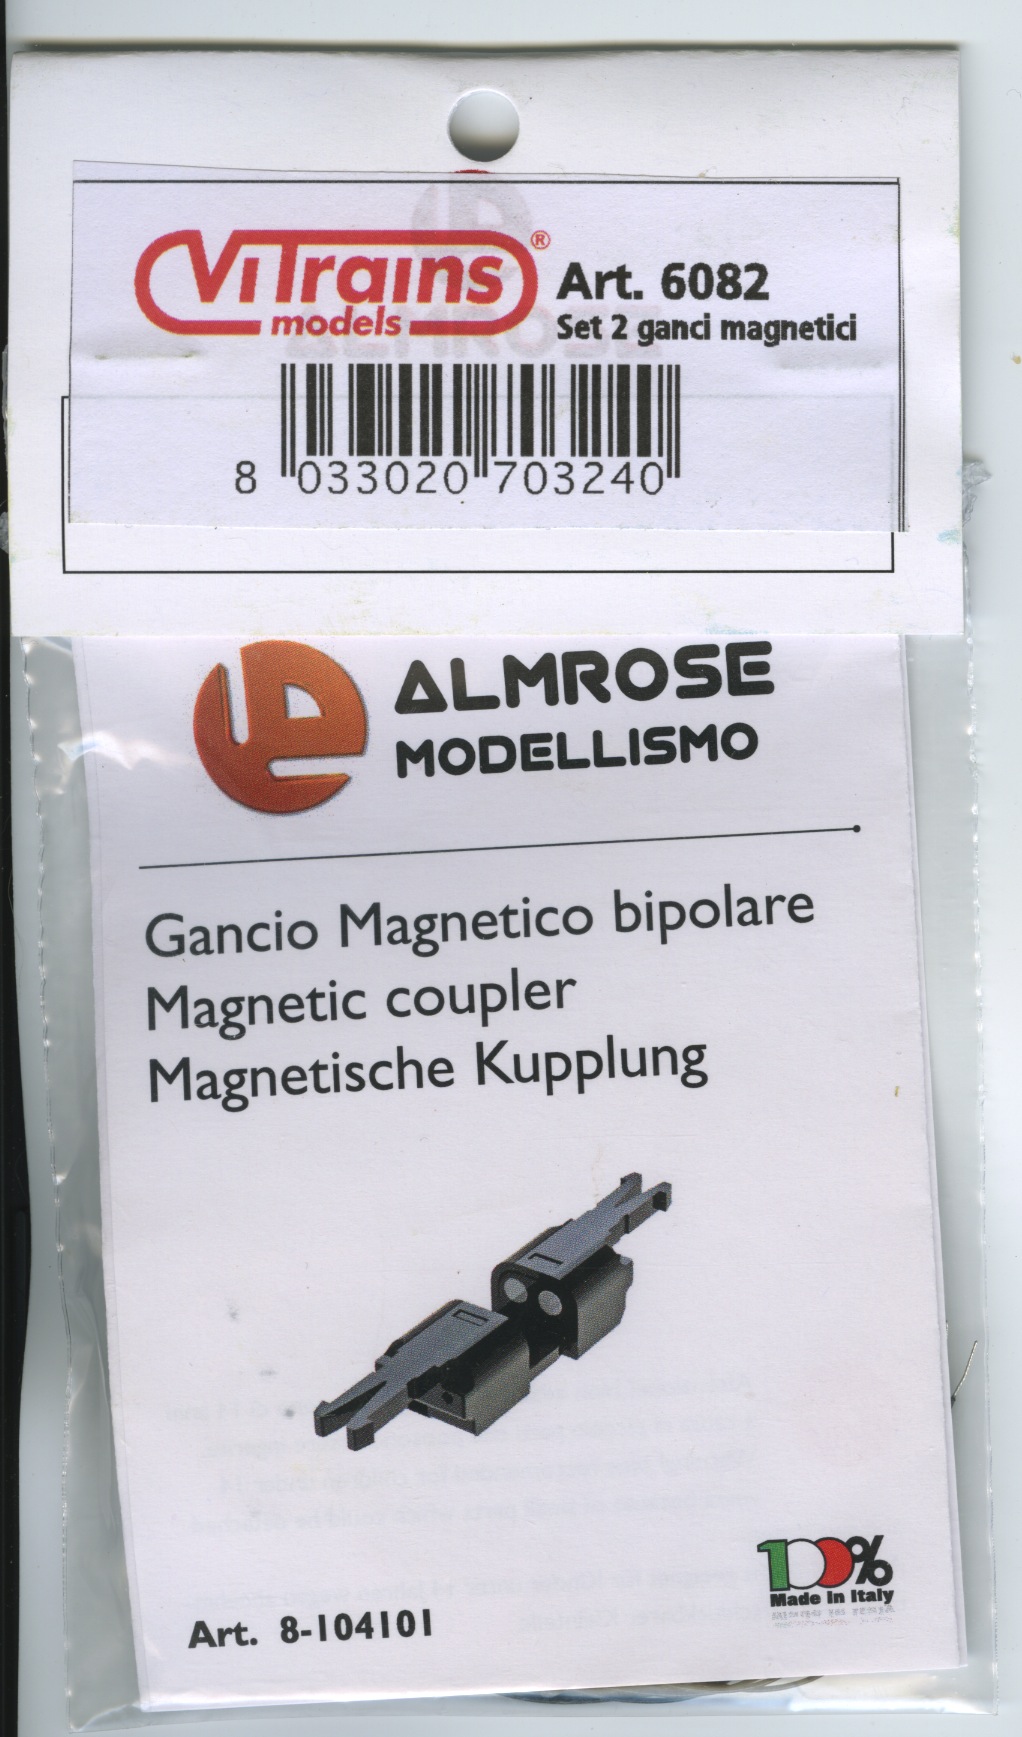 ViTrains®
models
Art. 6082
Set 2 ganci magnetici
8 033020 703240
ALMROSE
MODELLISMO
Gancio Magnetico bipolare
Magnetic coupler
Magnetische Kupplung
100%
Made in Italy
Art. 8-104101